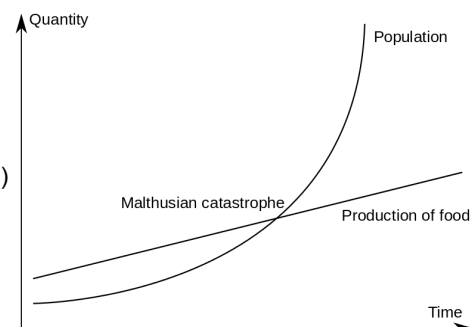 Quantity
Population
)
Malthusian catastrophe
Production of food
Time